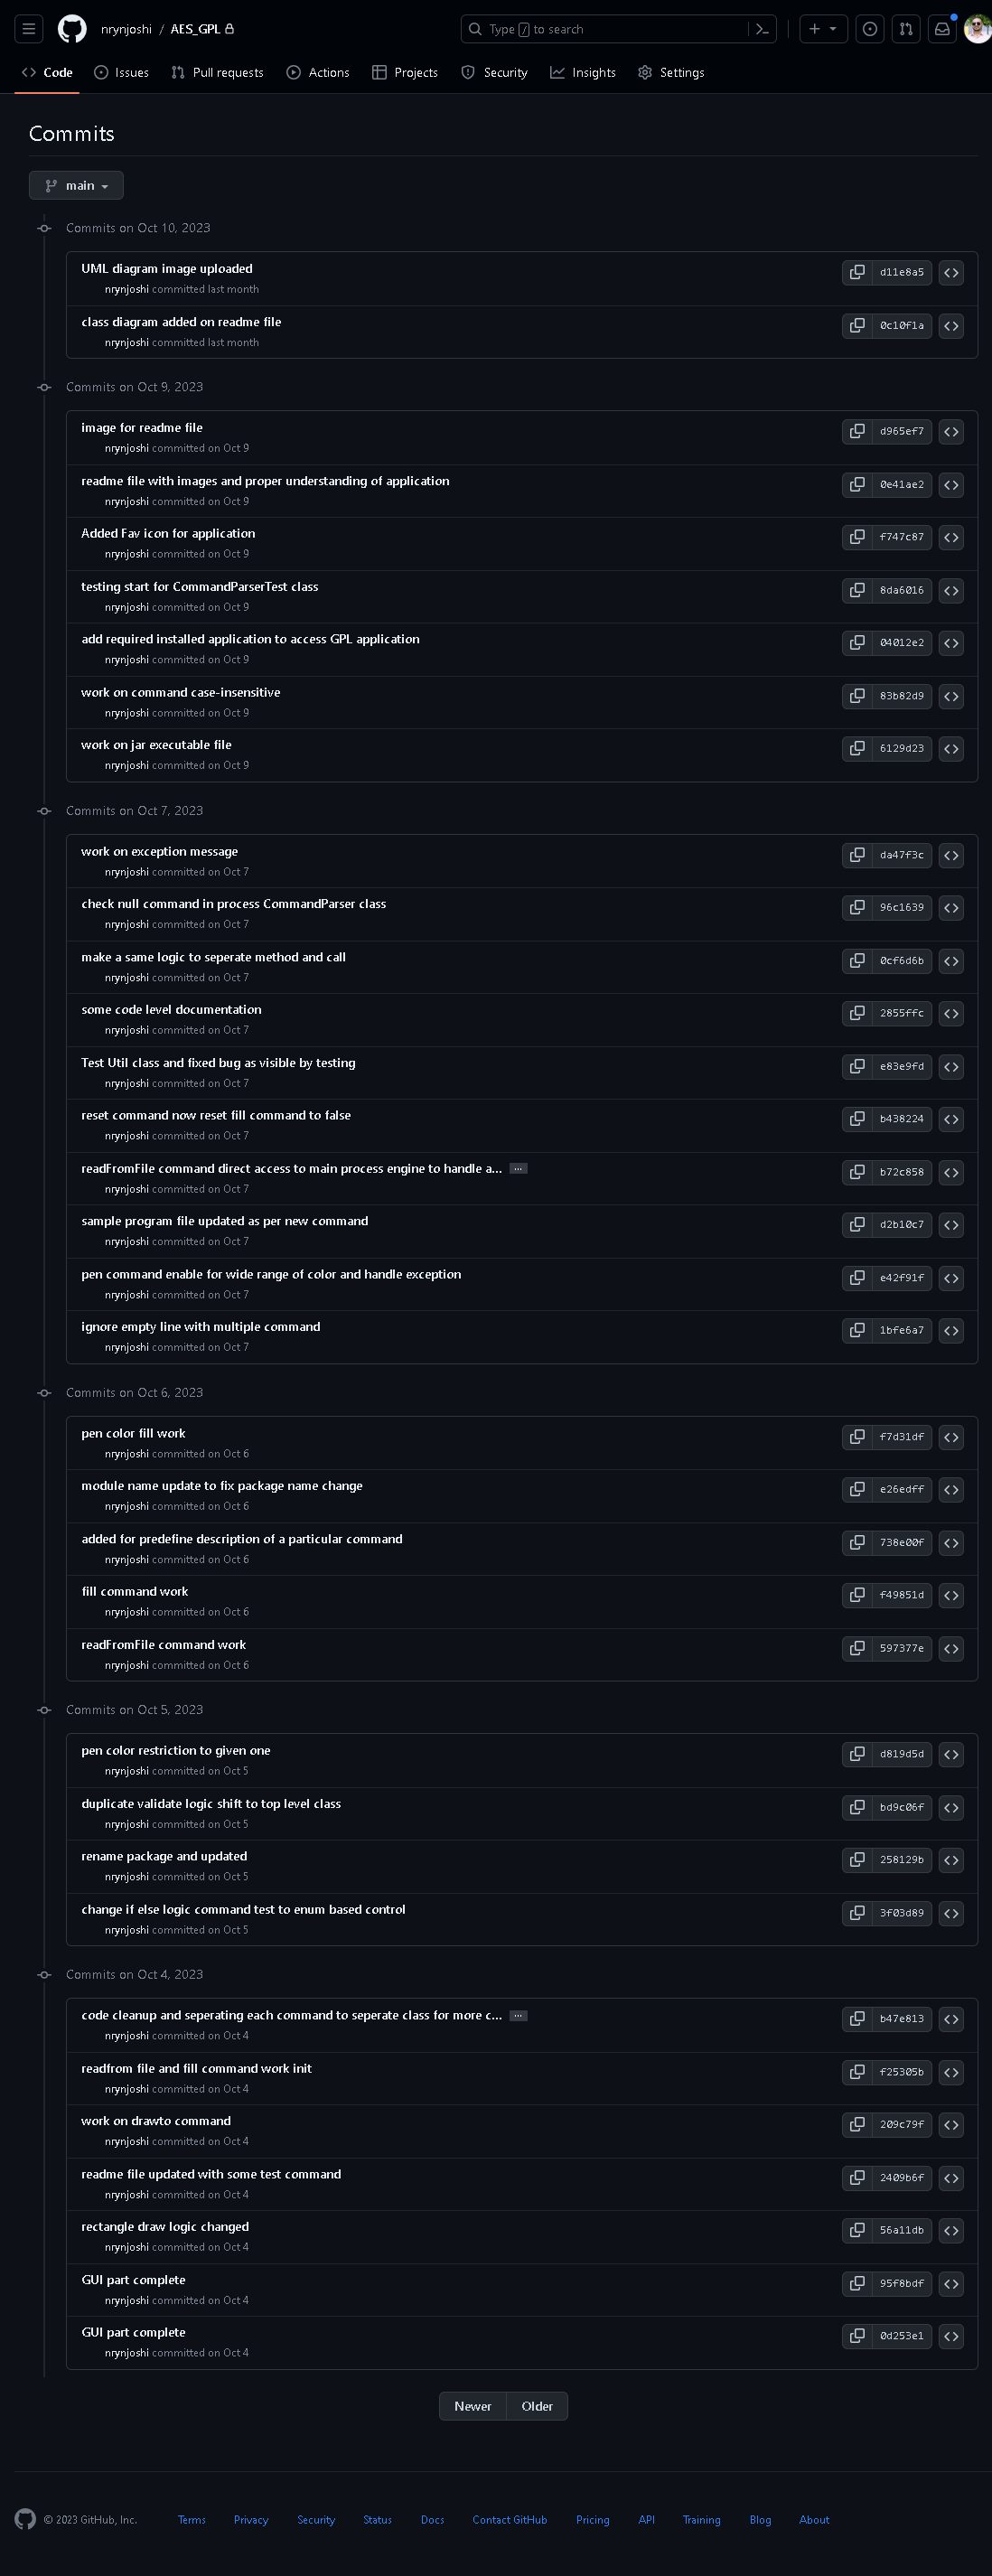 nrynjoshi / AES_GPL
Type / to search
Code Issues Pull requests Actions Projects Security Insights Settings
Commits
main
Commits on Oct 10, 2023
UML diagram image uploaded
d11e8a5
nrynjoshi committed last month
class diagram added on readme file
0c10f1a
nrynjoshi committed last month
Commits on Oct 9, 2023
image for readme file
d965ef7
nrynjoshi committed on Oct 9
readme file with images and proper understanding of application
0e41ae2
nrynjoshi committed on Oct 9
Added Fav icon for application
f747c87
nrynjoshi committed on Oct 9
testing start for CommandParserTest class
8da6016
nrynjoshi committed on Oct 9
add required installed application to access GPL application
04012e2
nrynjoshi committed on Oct 9
work on command case-insensitive
83b82d9
nrynjoshi committed on Oct 9
work on jar executable file
6129d23
nrynjoshi committed on Oct 9
Commits on Oct 7, 2023
work on exception message
da47f3c
nrynjoshi committed on Oct 7
check null command in process CommandParser class
96c1639
nrynjoshi committed on Oct 7
make a same logic to seperate method and call
0cf6d6b
nrynjoshi committed on Oct 7
some code level documentation
2855ffc
nrynjoshi committed on Oct 7
Test Util class and fixed bug as visible by testing
e83e9fd
nrynjoshi committed on Oct 7
reset command now reset fill command to false
b438224
nrynjoshi committed on Oct 7
readFromFile command direct access to main process engine to handle a... ...
b72c858
nrynjoshi committed on Oct 7
sample program file updated as per new command
d2b10c7
nrynjoshi committed on Oct 7
pen command enable for wide range of color and handle exception
e42f91f
nrynjoshi committed on Oct 7
ignore empty line with multiple command
1bfe6a7
nrynjoshi committed on Oct 7
Commits on Oct 6, 2023
pen color fill work
f7d31df
nrynjoshi committed on Oct 6
module name update to fix package name change
e26edff
nrynjoshi committed on Oct 6
added for predefine description of a particular command
738e00f
nrynjoshi committed on Oct 6
fill command work
f49851d
nrynjoshi committed on Oct 6
readFromFile command work
597377e
nrynjoshi committed on Oct 6
Commits on Oct 5, 2023
pen color restriction to given one
d819d5d
nrynjoshi committed on Oct 5
duplicate validate logic shift to top level class
bd9c06f
nrynjoshi committed on Oct 5
rename package and updated
258129b
nrynjoshi committed on Oct 5
change if else logic command test to enum based control
3f03d89
nrynjoshi committed on Oct 5
Commits on Oct 4, 2023
code cleanup and seperating each command to seperate class for more c... ...
b47e813
nrynjoshi committed on Oct 4
readfrom file and fill command work init
f25305b
nrynjoshi committed on Oct 4
work on drawto command
209c79f
nrynjoshi committed on Oct 4
readme file updated with some test command
2409b6f
nrynjoshi committed on Oct 4
rectangle draw logic changed
56a11db
nrynjoshi committed on Oct 4
GUI part complete
95f8bdf
nrynjoshi committed on Oct 4
GUI part complete
0d253e1
nrynjoshi committed on Oct 4
Newer Older
© 2023 GitHub, Inc. Terms Privacy Security Status Docs Contact GitHub Pricing API Training Blog About